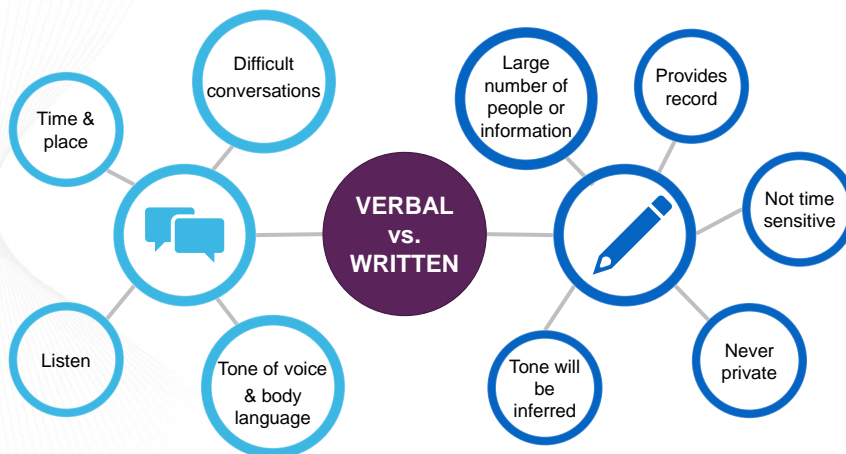 Difficult
conversations
Time &
place
Listen
Tone of voice
& body
language
VERBAL
vs.
WRITTEN
Large
number of
people or
information
Provides
record
Not time
sensitive
Never
private
Tone will
be
inferred